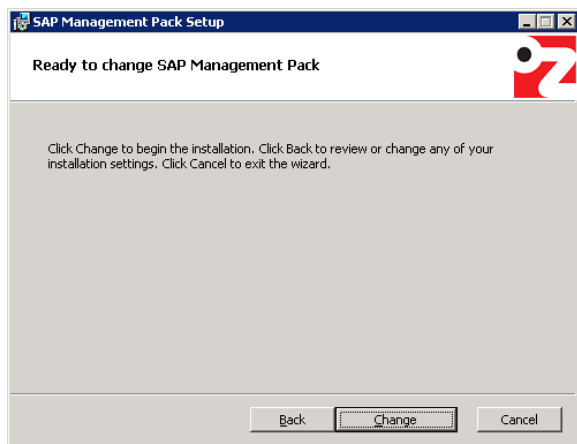 SAP Management Pack Setup
Ready to change SAP Management Pack
Click Change to begin the installation. Click Back to review or change any of your
installation settings. Click Cancel to exit the wizard.
Back Change Cancel